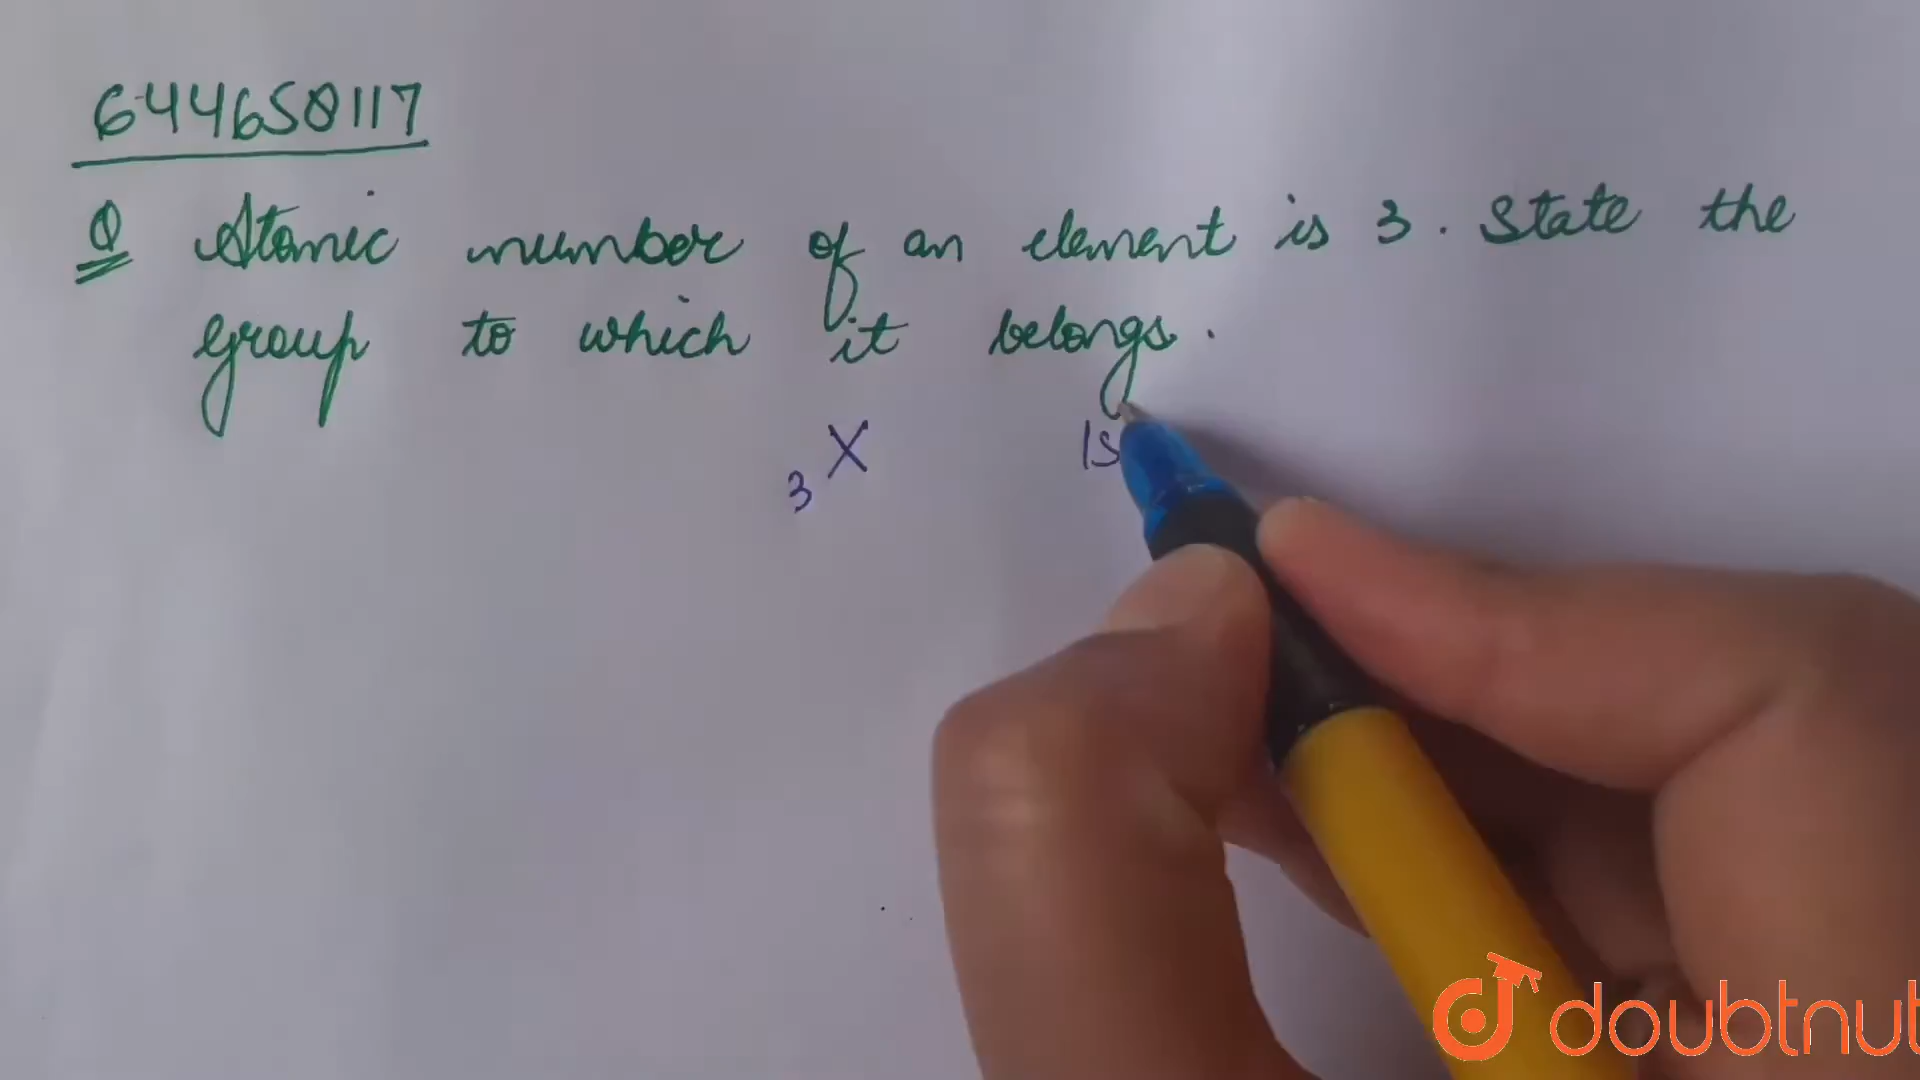 644650117
Q Atomic number of an element is 3. State the
group to which it belongs.
3X 1s
doubtnut